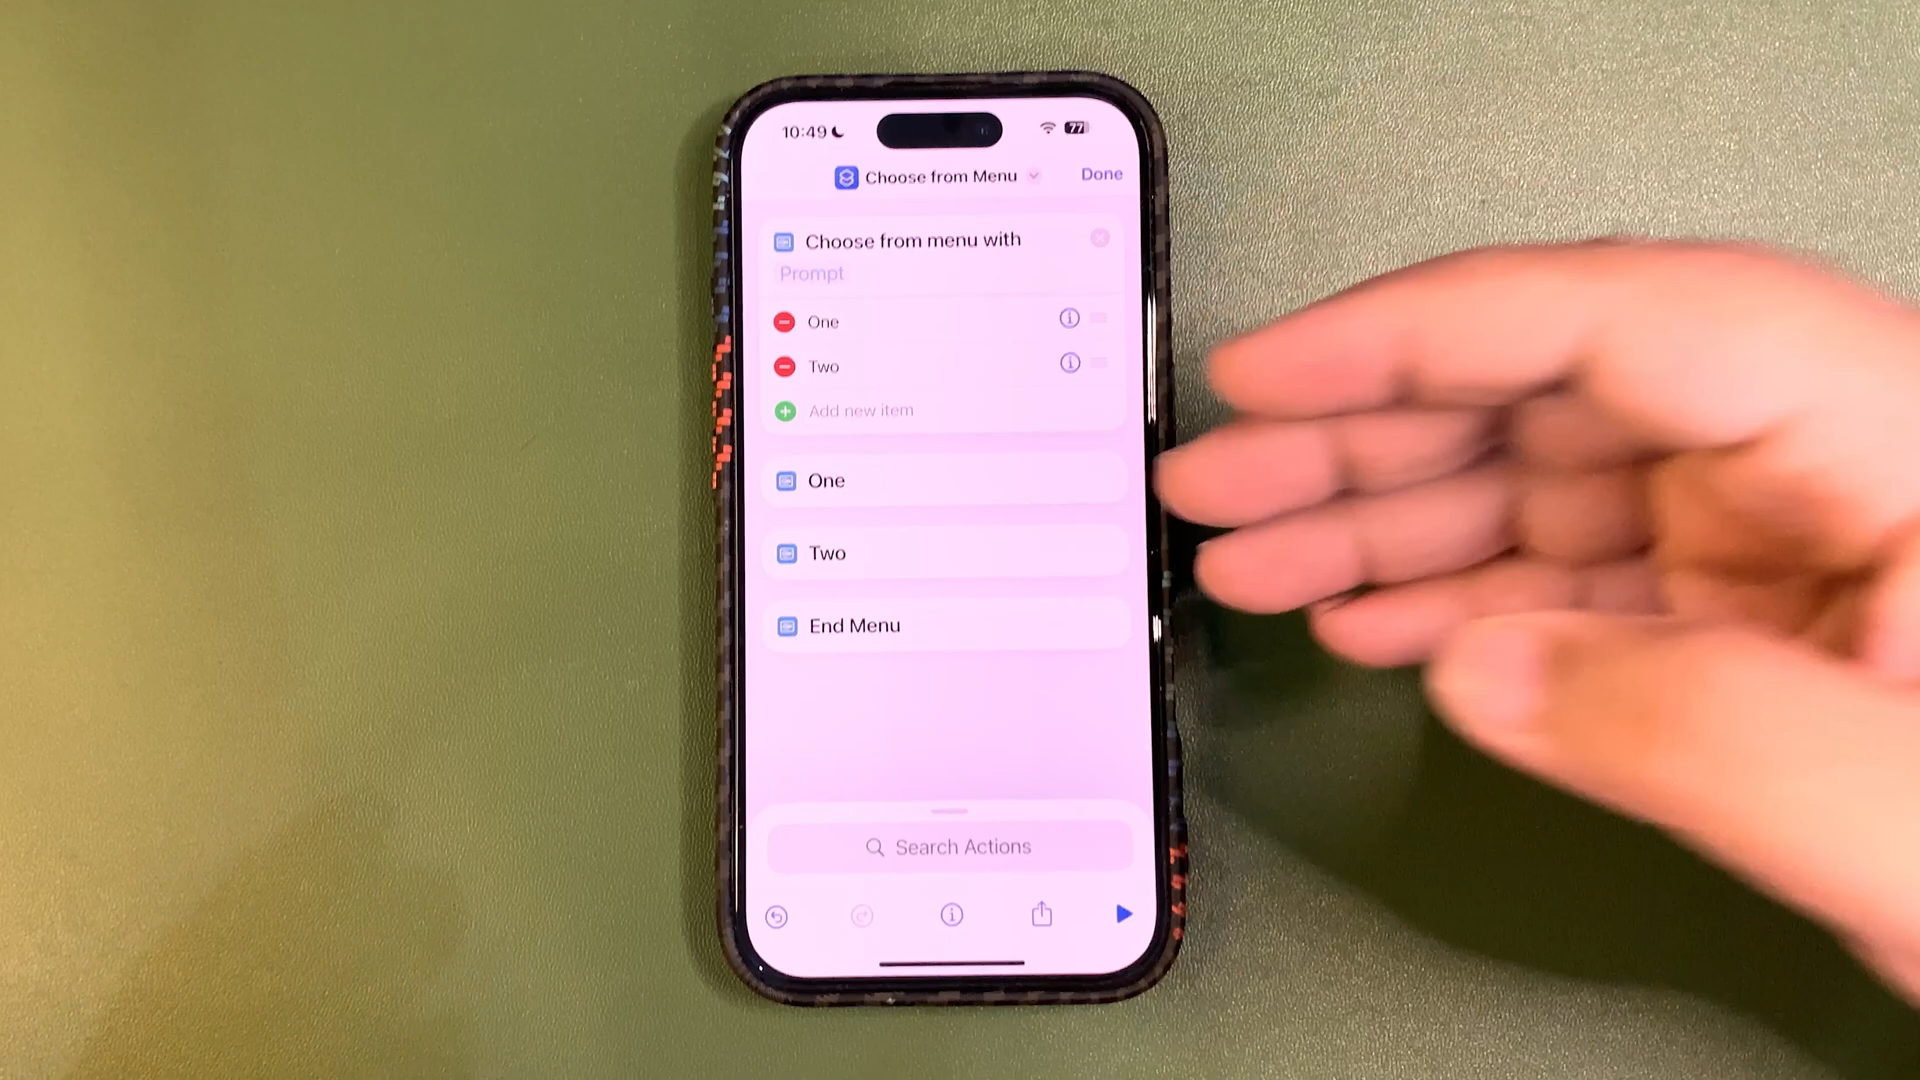 10:49
77
Choose from Menu
Done
Choose from menu with
Prompt
One
Two
Add new item
One
Two
End Menu
Search Actions